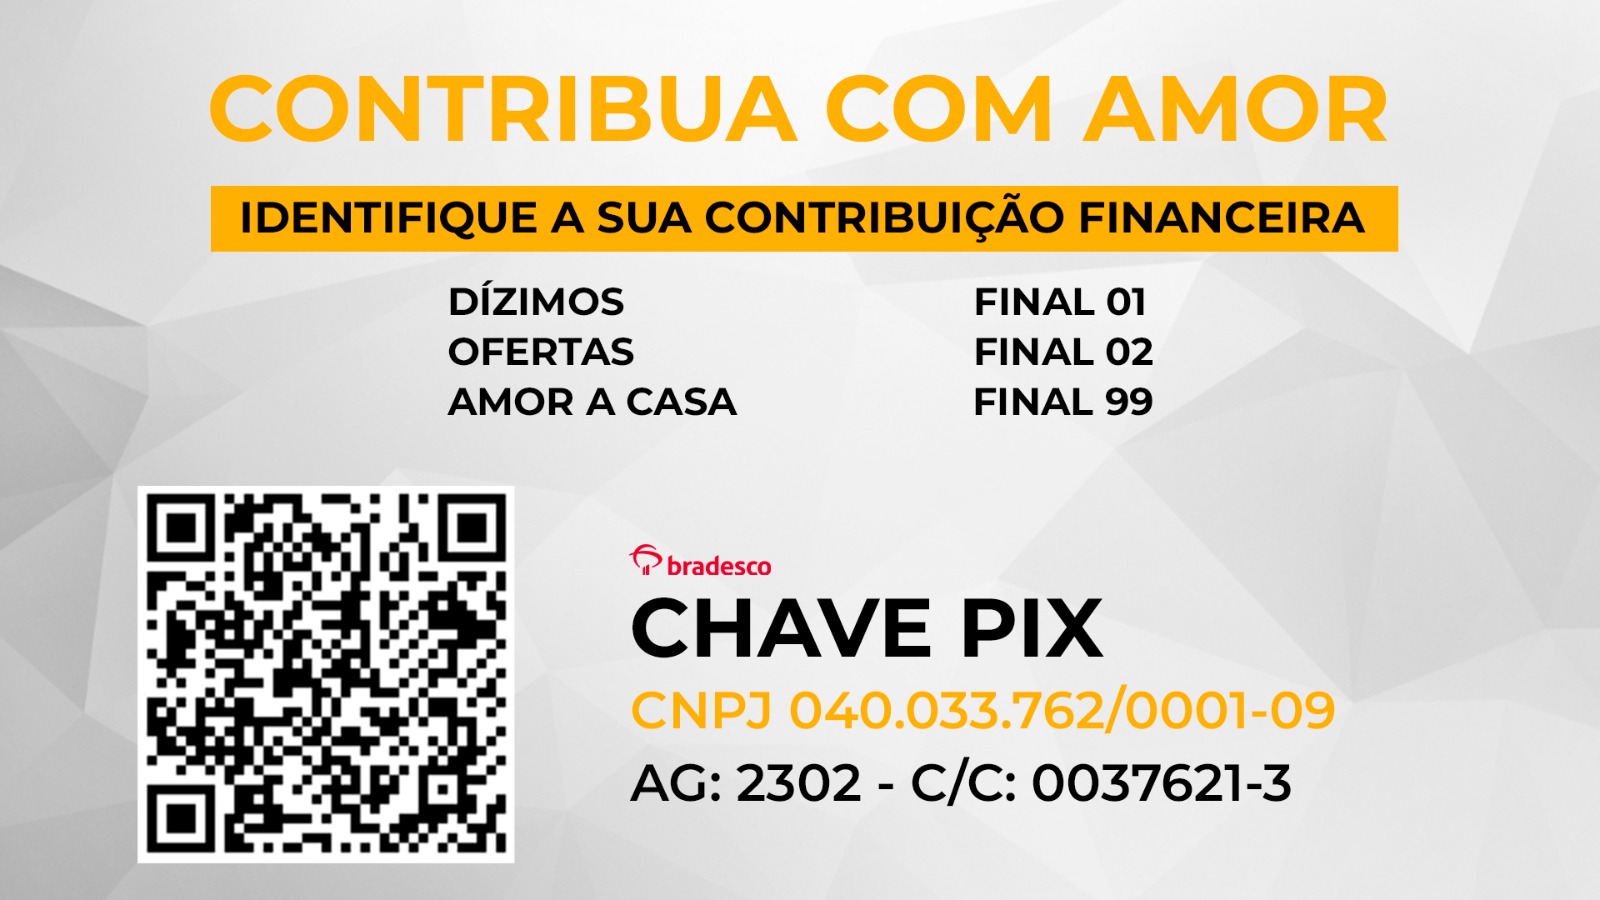 CONTRIBUA COM AMOR
IDENTIFIQUE A SUA CONTRIBUIÇÃO FINANCEIRA
DÍZIMOS FINAL 01
OFERTAS FINAL 02
AMOR A CASA FINAL 99
bradesco
CHAVE PIX
CNPJ 040.033.762/0001-09
AG: 2302 - C/C: 0037621-3